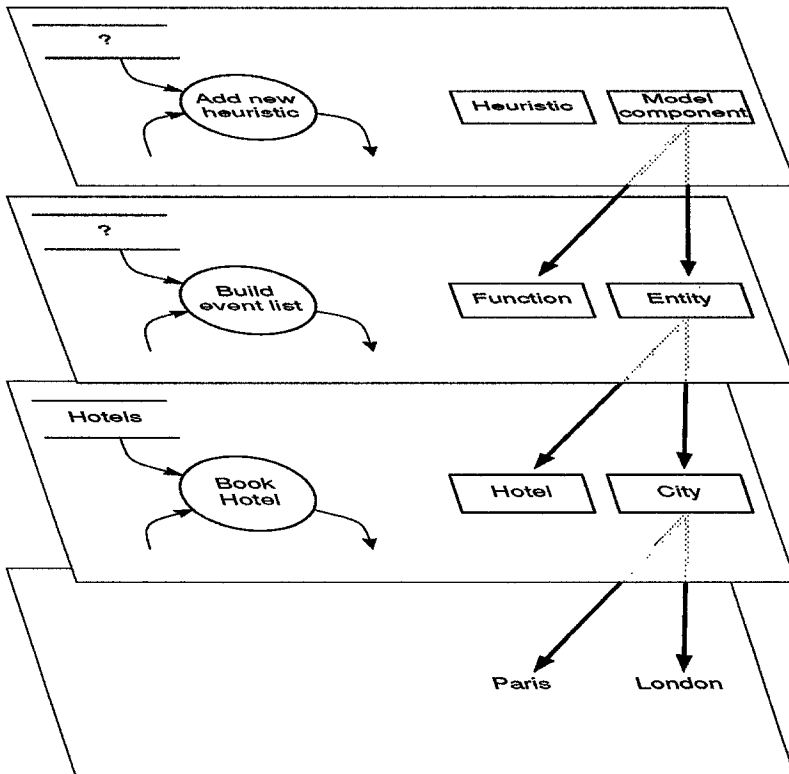 ?
Add new
heuristic
Heuristic
Model
component
?
Build
event list
Function
Entity
Hotels
Book
Hotel
Hotel
City
Paris
London